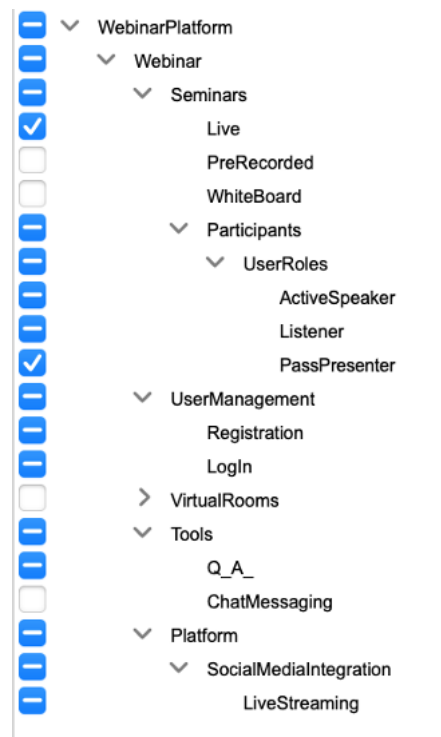 WebinarPlatform
Webinar
Seminars
Live
PreRecorded
WhiteBoard
Participants
UserRoles
ActiveSpeaker
Listener
PassPresenter
UserManagement
Registration
LogIn
VirtualRooms
Tools
Q_A_
ChatMessaging
Platform
SocialMediaIntegration
LiveStreaming